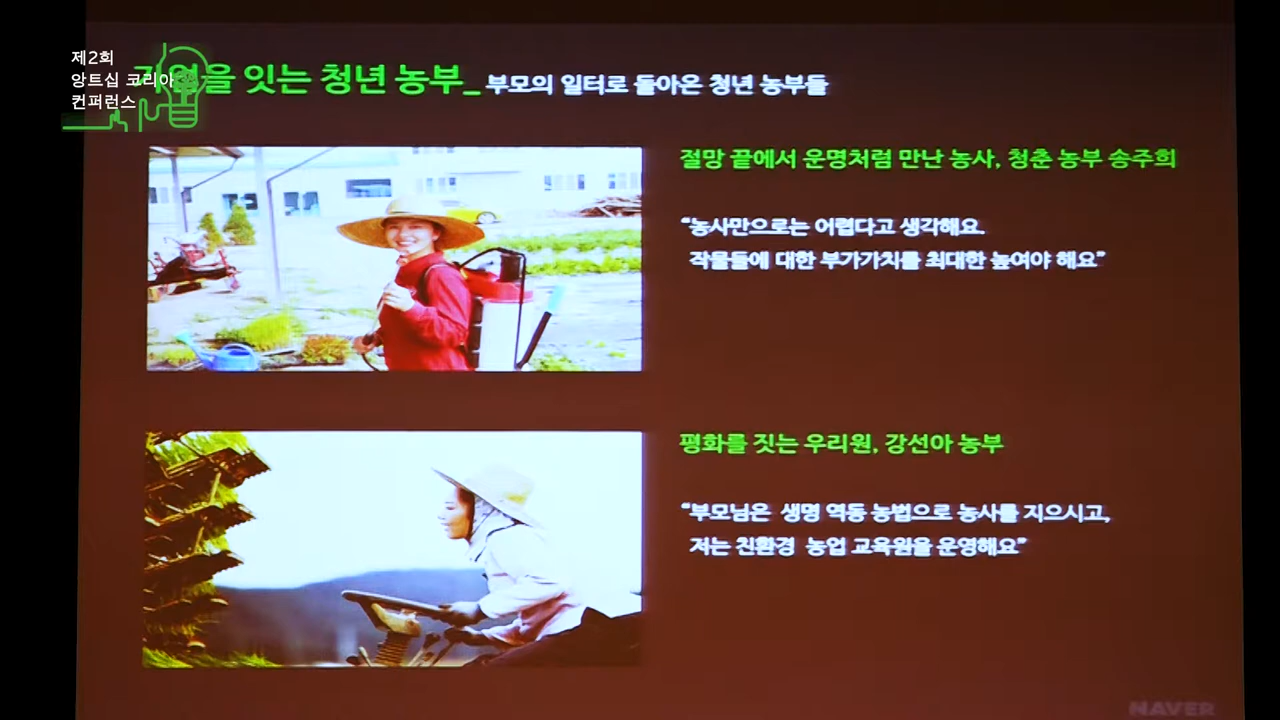 제2회
앙트십 코리아
컨퍼런스
잇는 청년 농부_ 부모의 일터로 돌아온 청년 농부들
절망 끝에서 운명처럼 만난 농사, 청춘 농부 송주희
“농사만으로는 어렵다고 생각해요.
작물들에 대한 부가가치를 최대한 높여야 해요”
평화를 짓는 우리원, 강선아 농부
“부모님은 생명 역동 농법으로 농사를 지으시고,
저는 친환경 농업 교육원을 운영해요”
NAVER